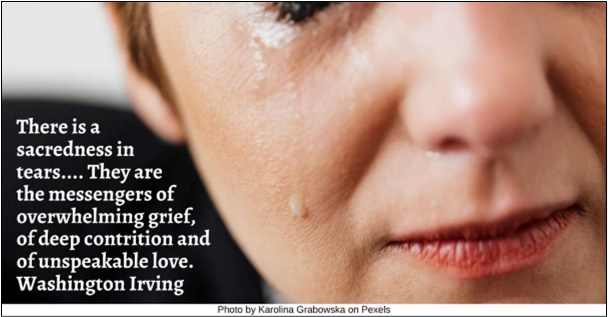 There is a
sacredness in
tears.... They are
the messengers of
overwhelming grief,
of deep contrition and
of unspeakable love.
Washington Irving
Photo by Karolina Grabowska on Pexels